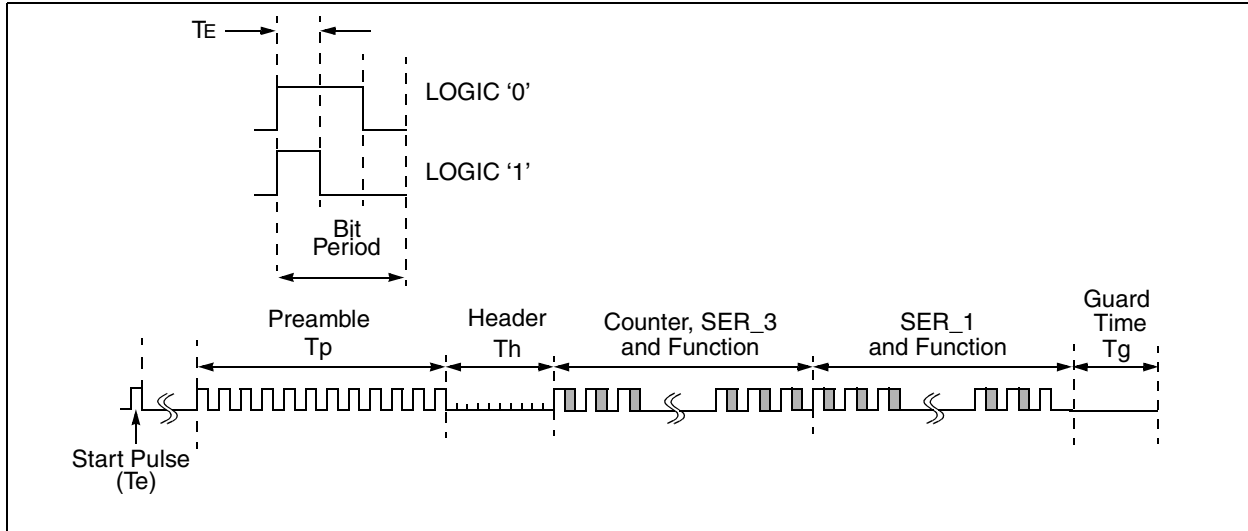 TE
LOGIC ‘0’
LOGIC ‘1’
Bit
Period
Preamble
Tp
Header
Th
Counter, SER_3
and Function
SER_1
and Function
Guard
Time
Tg
Start Pulse
(Te)